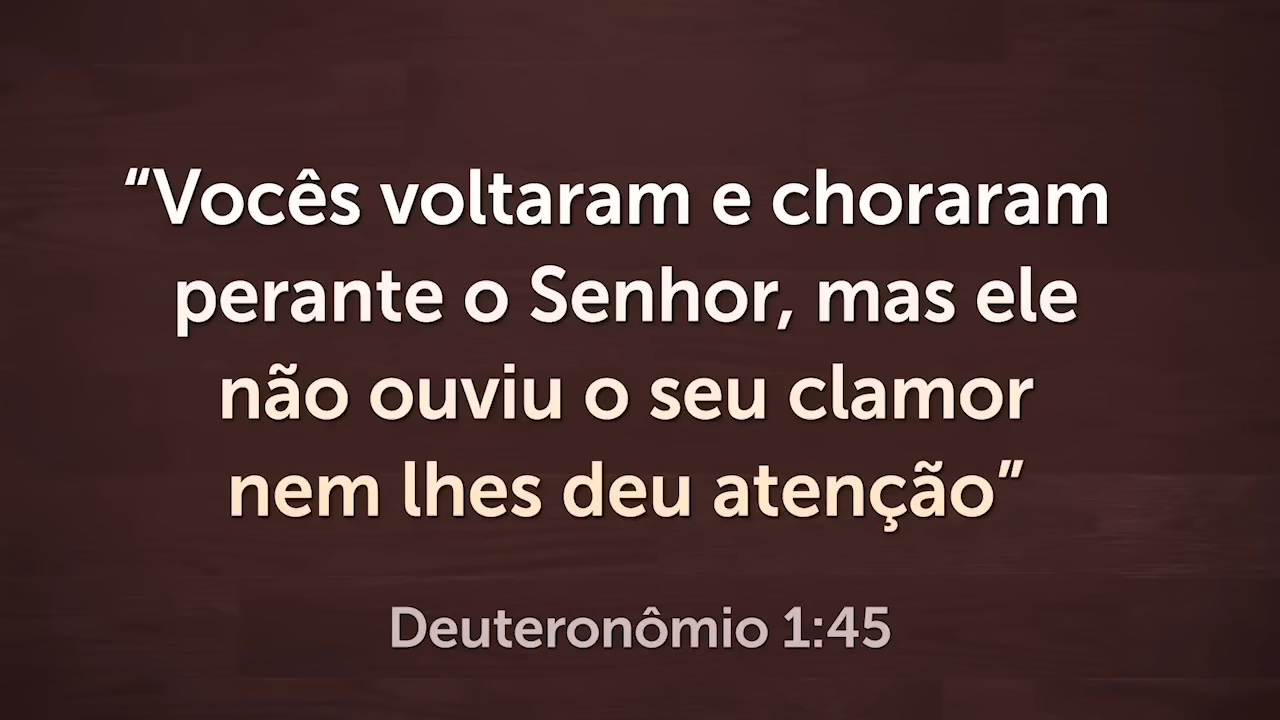 “Vocês voltaram e choraram
perante o Senhor, mas ele
não ouviu o seu clamor
nem lhes deu atenção”
Deuteronômio 1:45